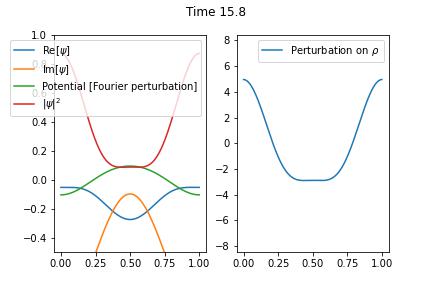 Time 15.8
1.0
0.8
0.6
0.4
0.2
0.0
−0.2
−0.4
Re[ψ]
Im[ψ]
Potential [Fourier perturbation]
|ψ|²
0.00 0.25 0.50 0.75 1.00
8
6
4
2
0
−2
−4
−6
−8
Perturbation on ρ
0.00 0.25 0.50 0.75 1.00